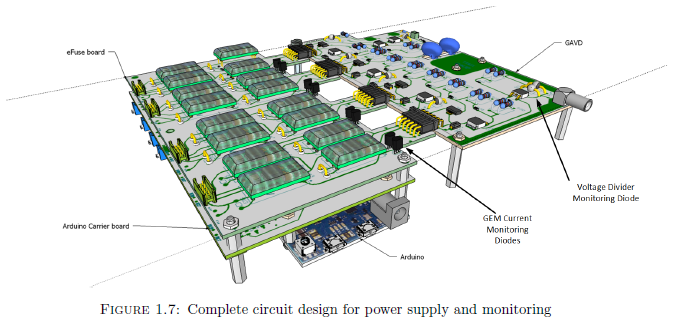 eFuse board
GAVD
Voltage Divider
Monitoring Diode
GEM Current
Monitoring
Diodes
Arduino Carrier board
Arduino
FIGURE 1.7: Complete circuit design for power supply and monitoring